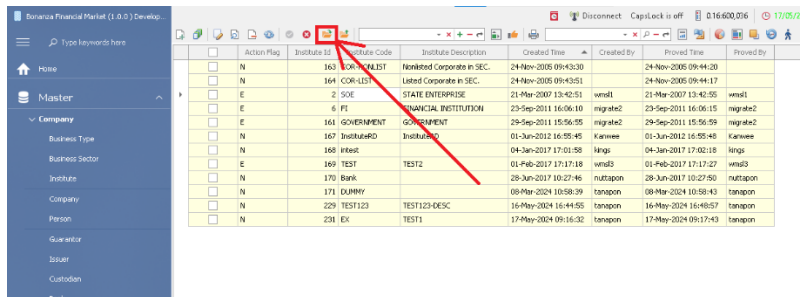 Bonanza Financial Market (1.0.0 ) Develop...
Disconnect CapsLock is off 0.16:600,016 17/05/2
Type keywords here
Home
Master
Company
Business Type
Business Sector
Institute
Company
Person
Guarantor
Issuer
Custodian
Action Flag Institute Id Institute Code Institute Description Created Time Created By Proved Time Proved By
N 163 COR-NONLIST Nonlisted Corporate in SEC. 24-Nov-2005 09:43:30 24-Nov-2005 09:44:20
N 164 COR-LIST Listed Corporate in SEC. 24-Nov-2005 09:43:51 24-Nov-2005 09:44:17
E 2 SOE STATE ENTERPRISE 21-Mar-2007 13:42:51 wmsl1 21-Mar-2007 13:42:55 wmsl1
E 6 FI FINANCIAL INSTITUTION 23-Sep-2011 16:06:10 migrate2 23-Sep-2011 16:06:15 migrate2
E 161 GOVERNMENT GOVERNMENT 29-Sep-2011 15:56:55 migrate2 29-Sep-2011 15:56:59 migrate2
N 167 InstituteRD InstituteRD 01-Jun-2012 16:55:45 Kanwee 01-Jun-2012 16:55:48 Kanwee
N 168 intest 04-Jan-2017 17:01:58 kings 04-Jan-2017 17:02:18 kings
E 169 TEST TEST2 01-Feb-2017 17:17:18 wmsl3 01-Feb-2017 17:17:27 wmsl3
N 170 Bank 28-Jun-2017 10:27:46 nuttapon 28-Jun-2017 10:27:50 nuttapon
N 171 DUMMY 08-Mar-2024 10:58:39 tanapon 08-Mar-2024 10:58:43 tanapon
N 229 TEST123 TEST123-DESC 16-May-2024 16:44:55 tanapon 16-May-2024 16:48:57 tanapon
N 231 EX TEST1 17-May-2024 09:16:32 tanapon 17-May-2024 09:17:43 tanapon